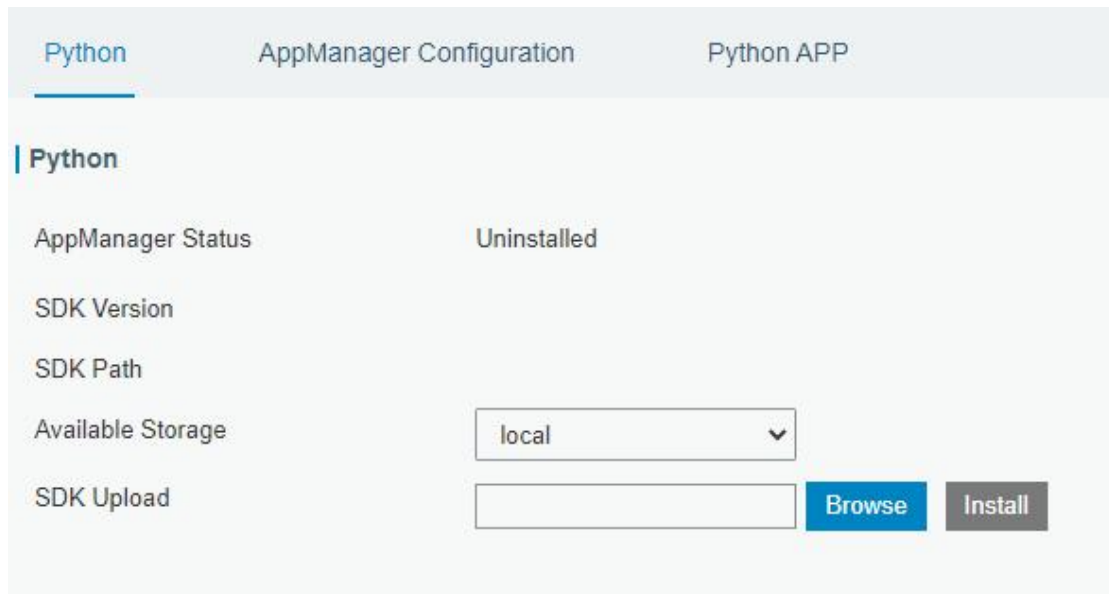 Python AppManager Configuration Python APP
Python
AppManager Status Uninstalled
SDK Version
SDK Path
Available Storage local
SDK Upload Browse Install